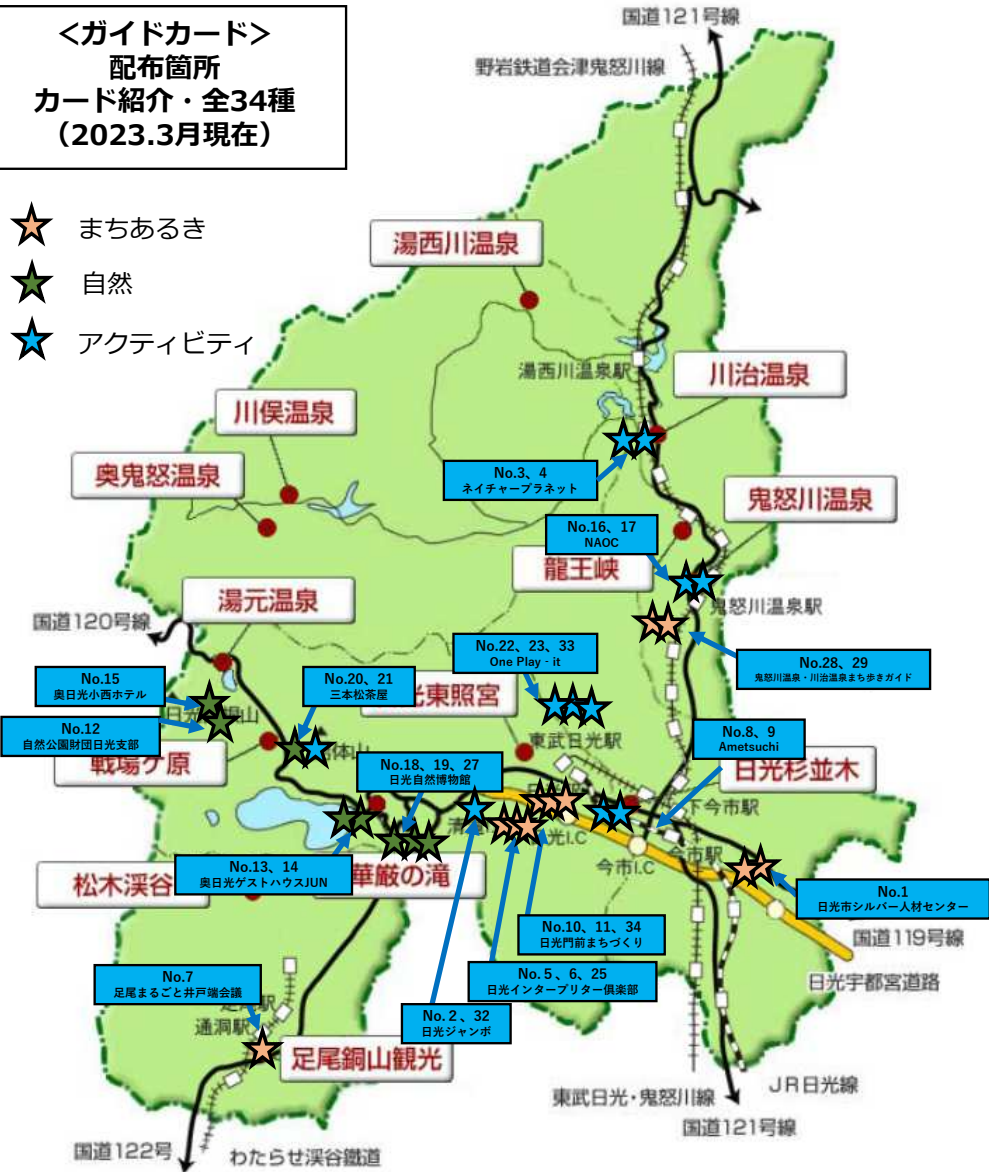 <ガイドカード>
配布箇所
カード紹介・全34種
(2023.3月現在)
まちあるき
自然
アクティビティ
国道121号線
野岩鉄道会津鬼怒川線
湯西川温泉
湯西川温泉駅
川治温泉
川俣温泉
奥鬼怒温泉
No.3、4
ネイチャープラネット
鬼怒川温泉
No.16、17
NAOC
龍王峡
鬼怒川温泉駅
湯元温泉
国道120号線
No.22、23、33
One Play‐it
No.28、29
鬼怒川温泉・川治温泉まち歩きガイド
No.15
奥日光小西ホテル
No.20、21
三本松茶屋
光東照宮
No.12
自然公園財団日光支部
東武日光駅
No.8、9
Ametsuchi
戦場ケ原
No.18、19、27
日光自然博物館
日光杉並木
下今市駅
光I.C
今市I.C
市駅
No.13、14
奥日光ゲストハウスJUN
松木渓谷
華厳の滝
No.1
日光市シルバー人材センター
No.10、11、34
日光門前まちづくり
国道119号線
No.5、6、25
日光インタープリター倶楽部
日光宇都宮道路
No.7
足尾まるごと井戸端会議
No.2、32
日光ジャンボ
通洞駅
足尾銅山観光
東武日光・鬼怒川線
JR日光線
国道121号線
国道122号
わたらせ渓谷鐵道